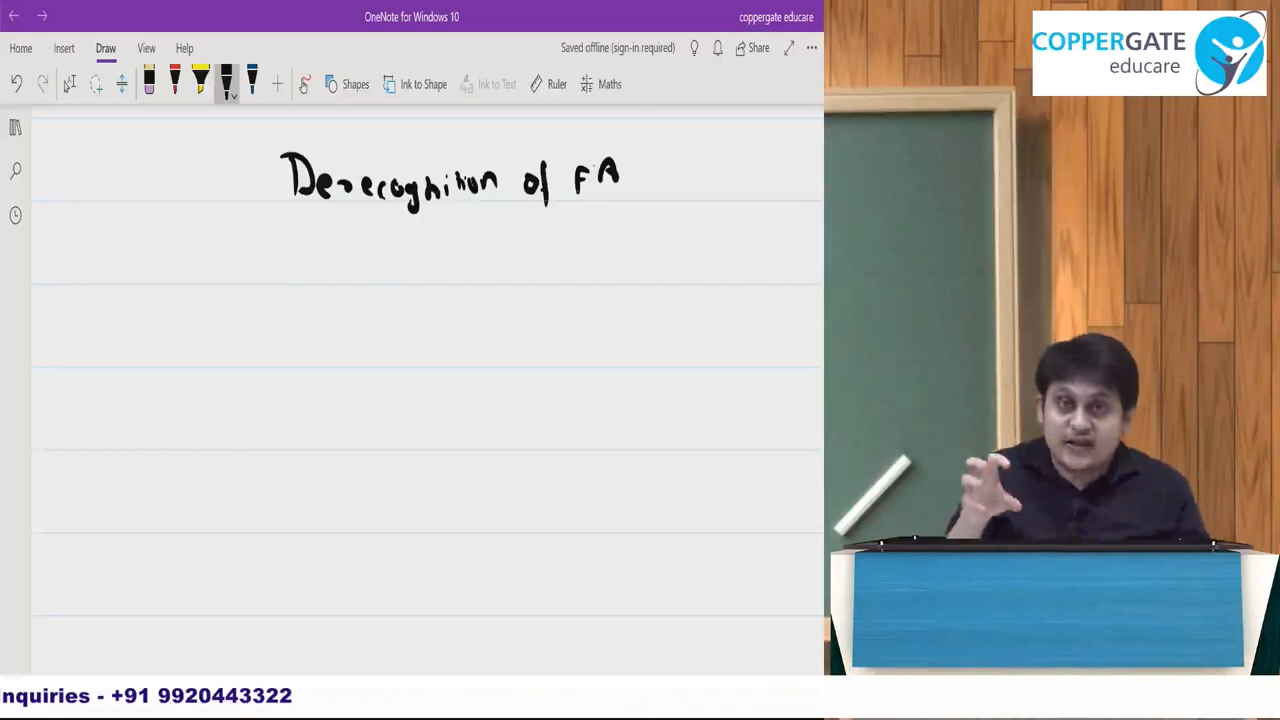 OneNote for Windows 10
coppergate educare
Home Insert Draw View Help
Saved offline (sign-in required)
Share
Shapes
Ink to Shape
Ink to Text
Ruler
Maths
COPPERGATE
educare
Derecognition of FA
Inquiries - +91 9920443322